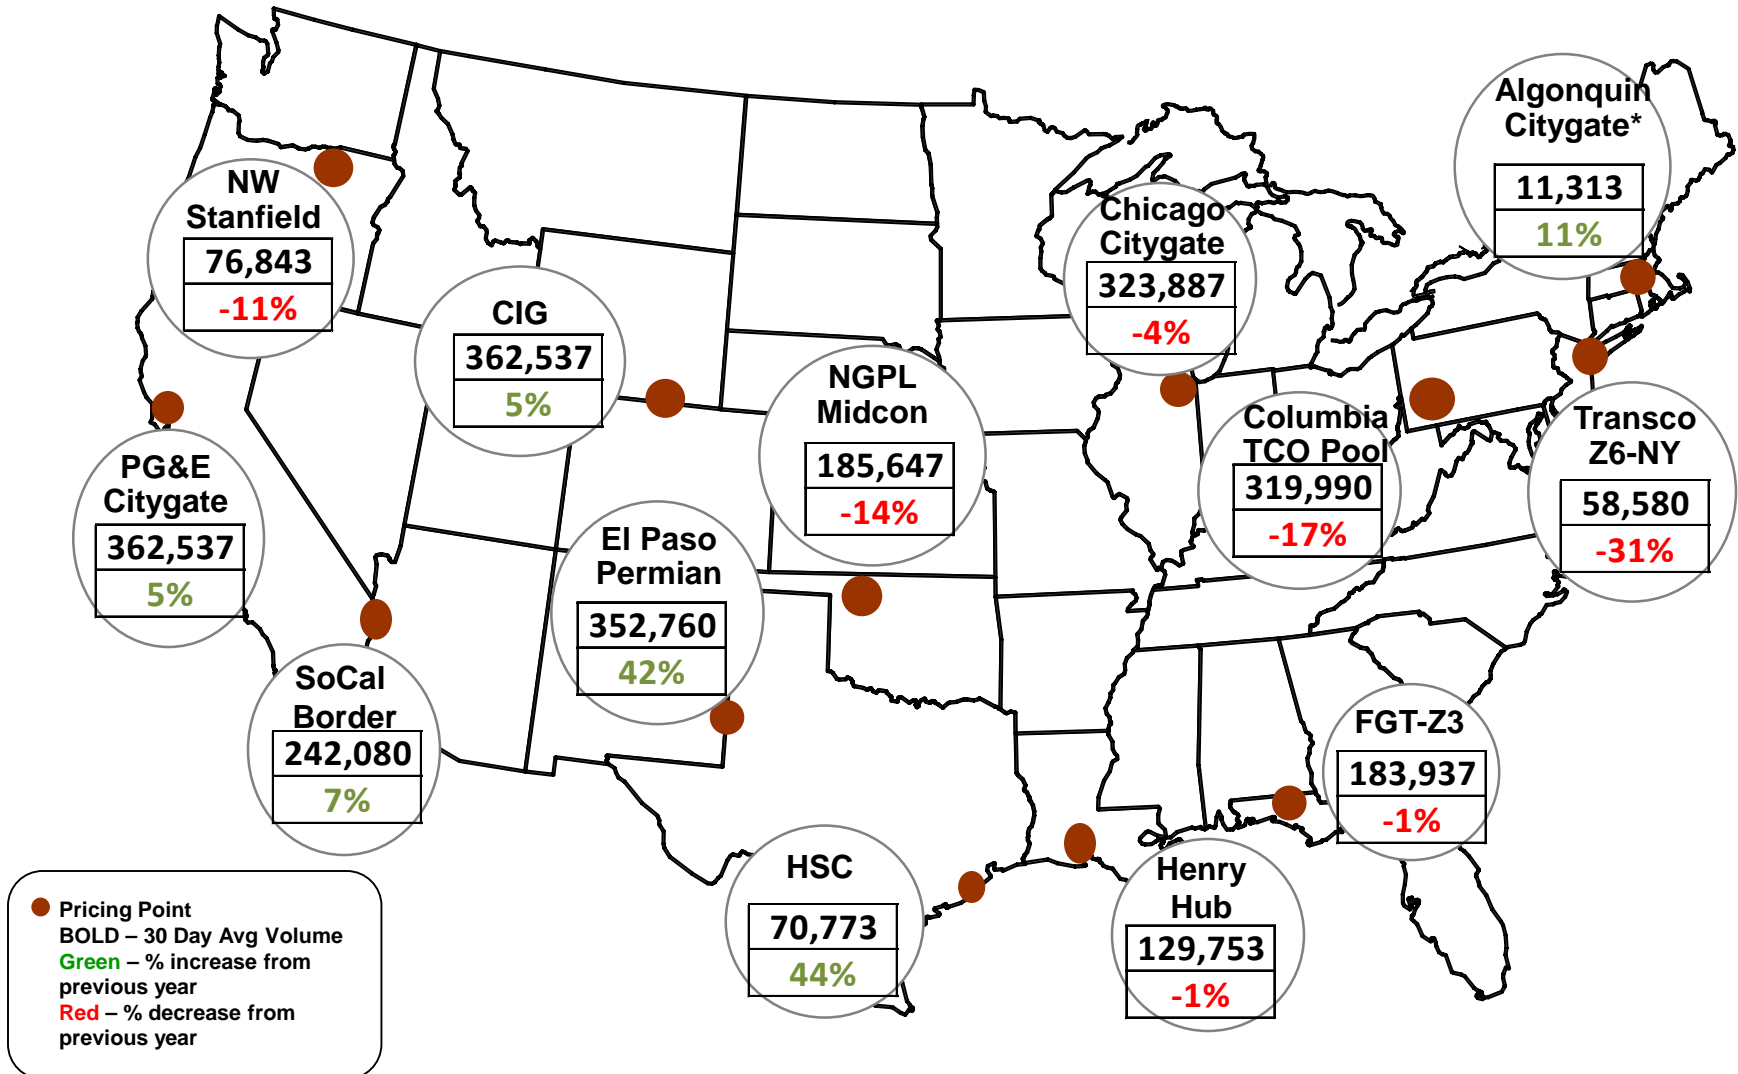 Algonquin
Citygate*
11,313
11%
NW
Stanfield
76,843
-11%
Chicago
Citygate
323,887
-4%
CIG
362,537
5%
NGPL
Midcon
185,647
-14%
Columbia
TCO Pool
319,990
-17%
Transco
Z6-NY
58,580
-31%
PG&E
Citygate
362,537
5%
El Paso
Permian
352,760
42%
SoCal
Border
242,080
7%
FGT-Z3
183,937
-1%
HSC
70,773
44%
Henry
Hub
129,753
-1%
Pricing Point
BOLD – 30 Day Avg Volume
Green – % increase from
previous year
Red – % decrease from
previous year